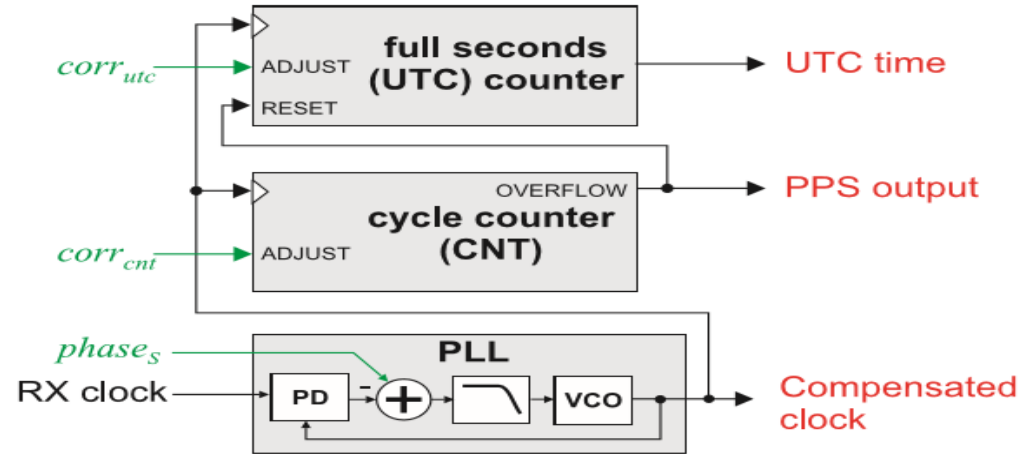 full seconds
(UTC) counter
corr_utc
ADJUST
RESET
UTC time
OVERFLOW
PPS output
cycle counter
(CNT)
corr_cnt
ADJUST
phase_S
PLL
RX clock
PD
-
+
VCO
Compensated
clock